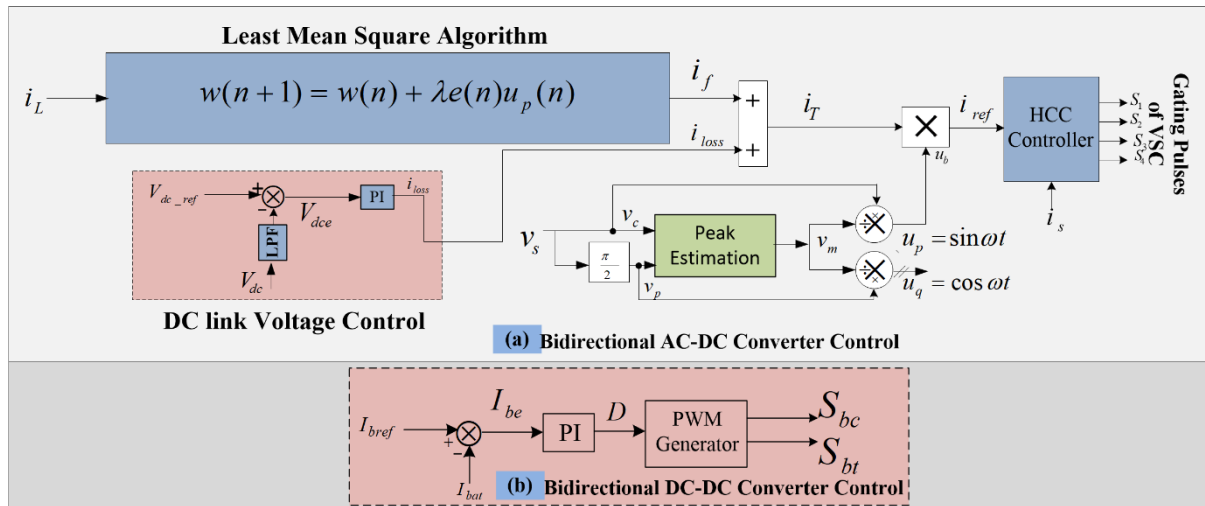 Least Mean Square Algorithm
i_L
w(n+1) = w(n) + λe(n)u_p(n)
i_f
i_loss
+
+
i_T
×
u_b
i_ref
HCC
Controller
S_1
S_2
S_3
S_4
Gating Pulses
of VSC
i_s
V_dc_ref
+
−
V_dce
PI
i_loss
LPF
V_dc
DC link Voltage Control
v_s
v_c
π/2
v_p
Peak
Estimation
v_m
÷ ×
u_p = sin ωt
÷ ×
u_q = cos ωt
(a) Bidirectional AC-DC Converter Control
I_bref
+
−
I_bat
I_be
PI
D
PWM
Generator
S_bc
S_bt
(b) Bidirectional DC-DC Converter Control